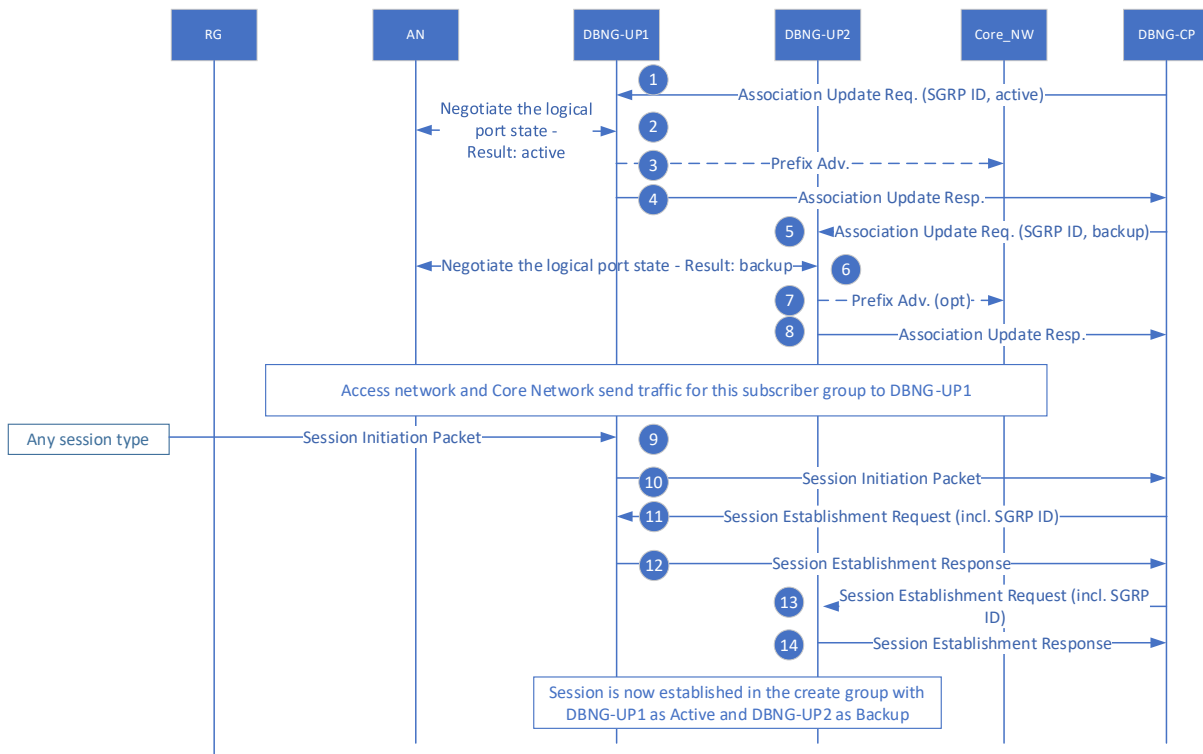 RG
AN
DBNG-UP1
DBNG-UP2
Core_NW
DBNG-CP
1
Association Update Req. (SGRP ID, active)
Negotiate the logical
port state -
Result: active
2
3
Prefix Adv.
4
Association Update Resp.
5
Association Update Req. (SGRP ID, backup)
Negotiate the logical port state - Result: backup
6
7
Prefix Adv. (opt)
8
Association Update Resp.
Access network and Core Network send traffic for this subscriber group to DBNG-UP1
Any session type
Session Initiation Packet
9
10
Session Initiation Packet
11
Session Establishment Request (incl. SGRP ID)
12
Session Establishment Response
13
Session Establishment Request (incl. SGRP
ID)
14
Session Establishment Response
Session is now established in the create group with
DBNG-UP1 as Active and DBNG-UP2 as Backup